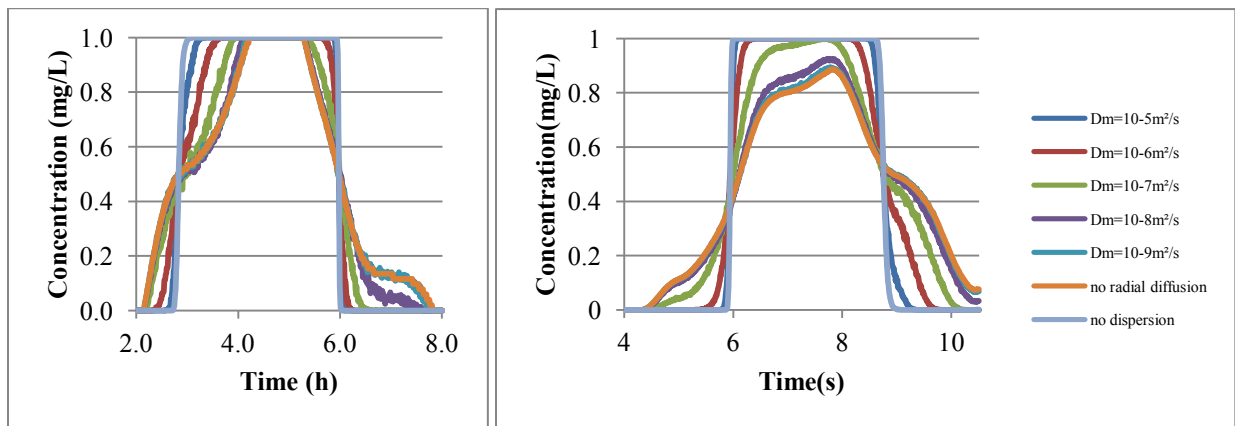 Concentration (mg/L)
1.0
0.8
0.6
0.4
0.2
0.0
2.0 4.0 6.0 8.0
Time (h)
Concentration(mg/L)
1
0.8
0.6
0.4
0.2
0
4 6 8 10
Time(s)
Dm=10-5m²/s
Dm=10-6m²/s
Dm=10-7m²/s
Dm=10-8m²/s
Dm=10-9m²/s
no radial diffusion
no dispersion